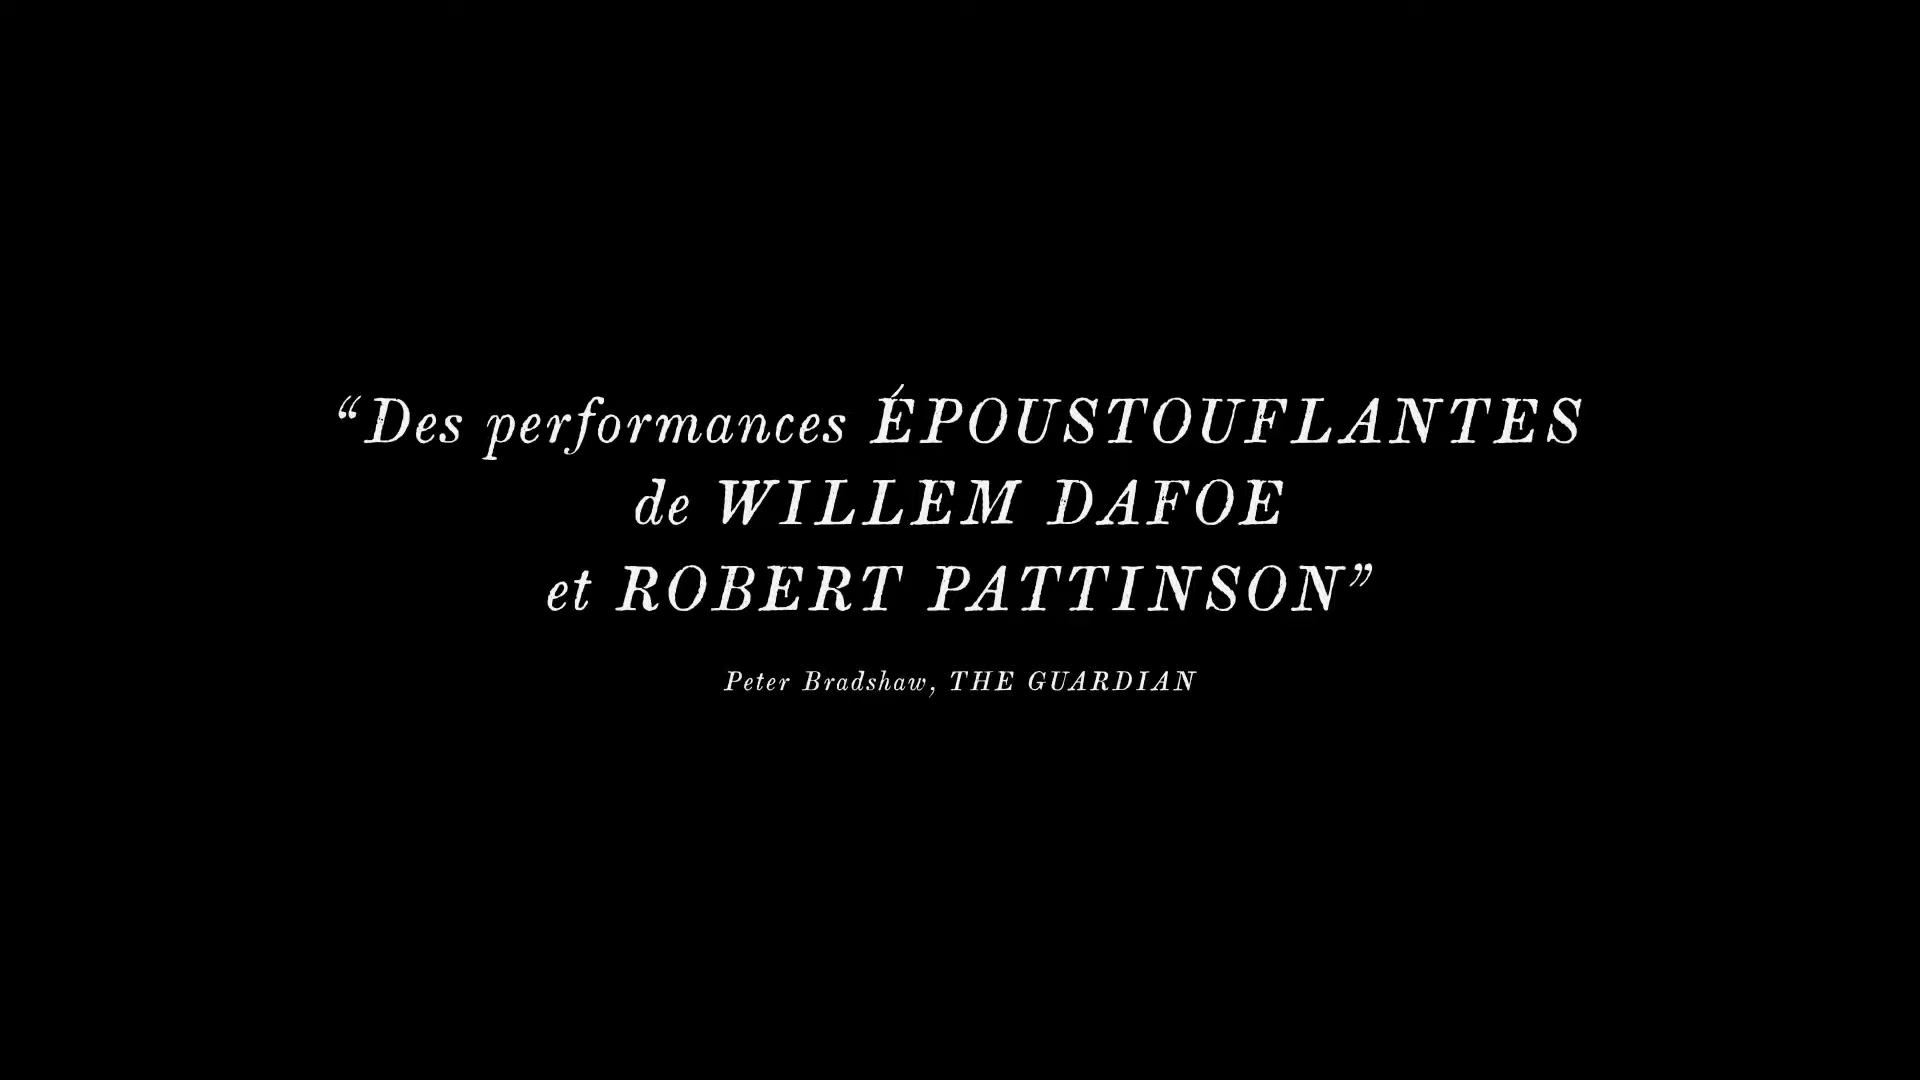 “Des performances ÉPOUSTOUFLANTES
de WILLEM DAFOE
et ROBERT PATTINSON”
Peter Bradshaw, THE GUARDIAN